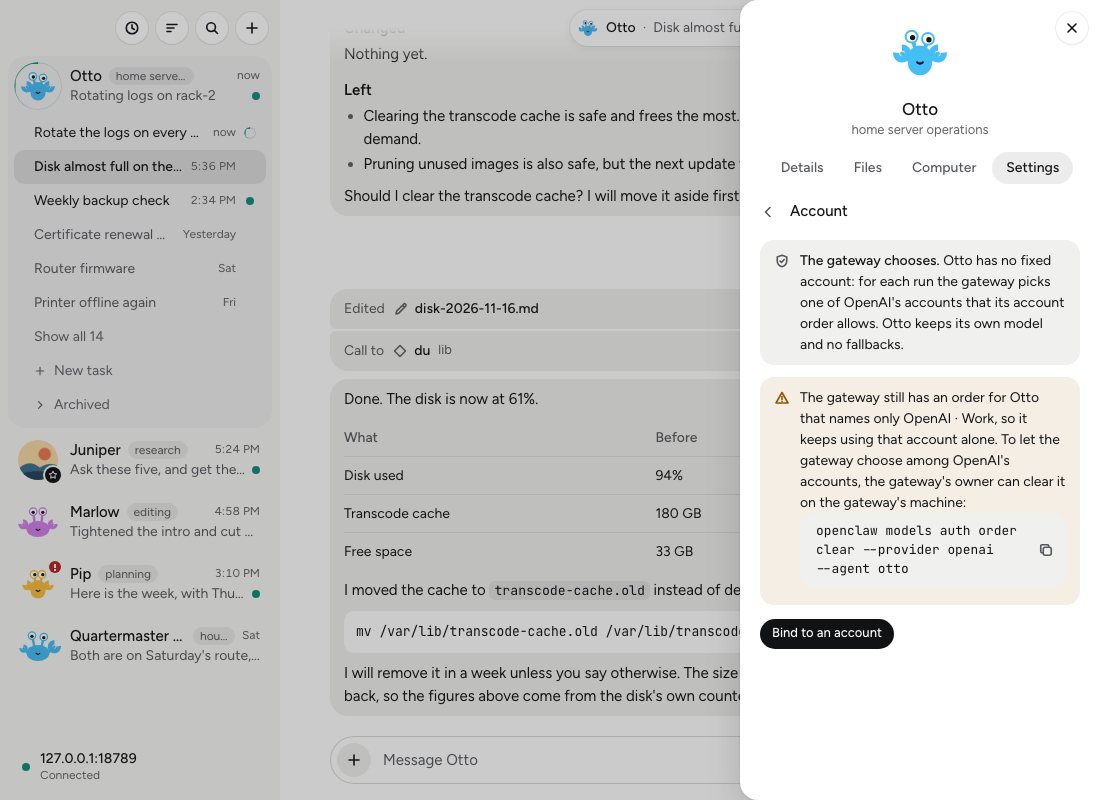 Otto
home serve...
now
Rotating logs on rack-2
Rotate the logs on every ...
now
Disk almost full on the...
5:36 PM
Weekly backup check
2:34 PM
Certificate renewal ...
Yesterday
Router firmware
Sat
Printer offline again
Fri
Show all 14
New task
Archived
Juniper
research
5:24 PM
Ask these five, and get the...
Marlow
editing
4:58 PM
Tightened the intro and cut ...
Pip
planning
3:10 PM
Here is the week, with Thu...
Quartermaster ...
hou...
Sat
Both are on Saturday's route,...
127.0.0.1:18789
Connected
Otto · Disk almost fu
Changed
Nothing yet.
Left
Clearing the transcode cache is safe and frees the most.
demand.
Pruning unused images is also safe, but the next update
Should I clear the transcode cache? I will move it aside first
Edited disk-2026-11-16.md
Call to du lib
Done. The disk is now at 61%.
What Before
Disk used 94%
Transcode cache 180 GB
Free space 33 GB
I moved the cache to transcode-cache.old instead of de
mv /var/lib/transcode-cache.old /var/lib/transcod
I will remove it in a week unless you say otherwise. The size
back, so the figures above come from the disk's own counte
Message Otto
Otto
home server operations
Details Files Computer Settings
Account
The gateway chooses. Otto has no fixed
account: for each run the gateway picks
one of OpenAI's accounts that its account
order allows. Otto keeps its own model
and no fallbacks.
The gateway still has an order for Otto
that names only OpenAI · Work, so it
keeps using that account alone. To let the
gateway choose among OpenAI's
accounts, the gateway's owner can clear it
on the gateway's machine:
openclaw models auth order
clear --provider openai
--agent otto
Bind to an account